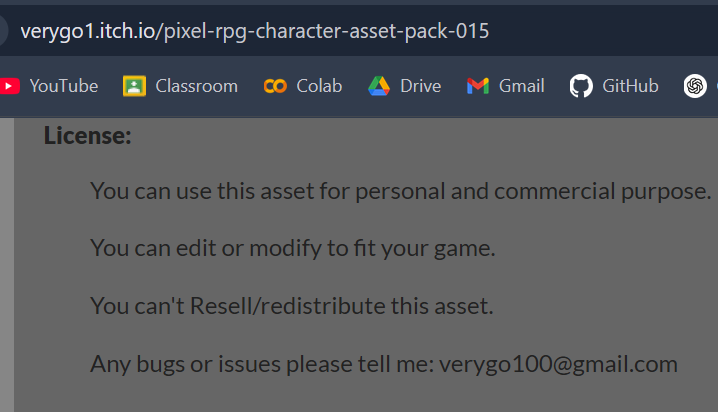 verygo1.itch.io/pixel-rpg-character-asset-pack-015
YouTube Classroom Colab Drive Gmail GitHub
License:
You can use this asset for personal and commercial purpose.
You can edit or modify to fit your game.
You can't Resell/redistribute this asset.
Any bugs or issues please tell me: verygo100@gmail.com